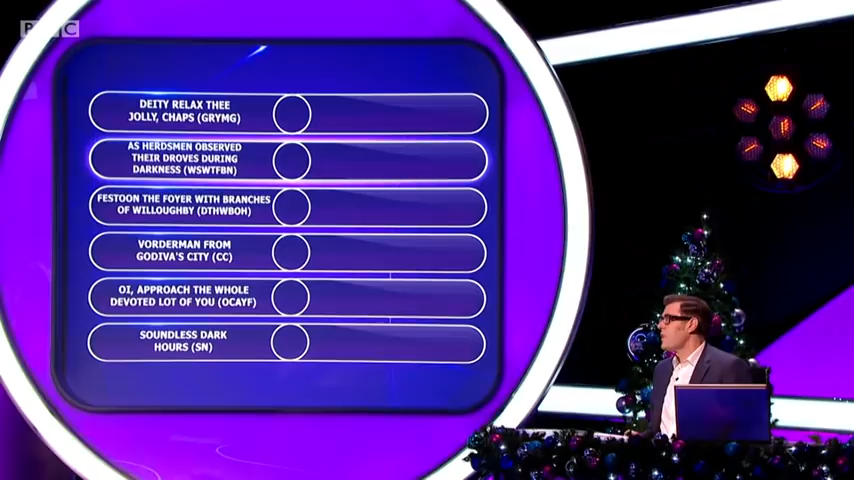 BBC
DEITY RELAX THEE
JOLLY, CHAPS (GRYMG)
AS HERDSMEN OBSERVED
THEIR DROVES DURING
DARKNESS (WSWTFBN)
FESTOON THE FOYER WITH BRANCHES
OF WILLOUGHBY (DTHWBOH)
VORDERMAN FROM
GODIVA'S CITY (CC)
OI, APPROACH THE WHOLE
DEVOTED LOT OF YOU (OCAYF)
SOUNDLESS DARK
HOURS (SN)